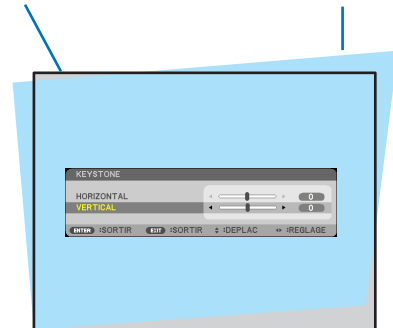 KEYSTONE
HORIZONTAL 0
VERTICAL 0
ENTER :SORTIR EXIT :SORTIR :DEPLAC :REGLAGE